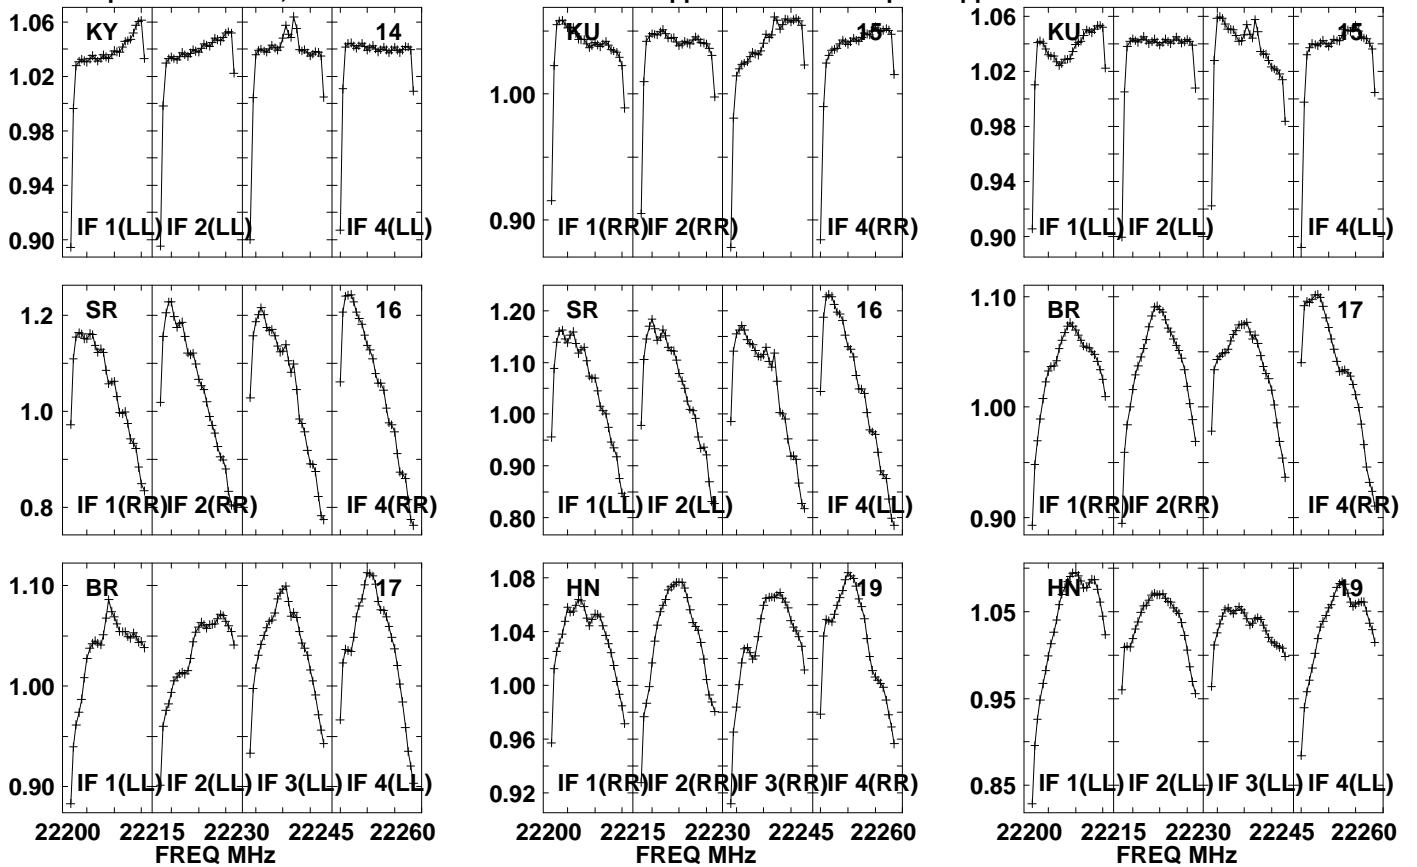 KY 14
1.06
1.02
0.98
0.94
0.90
IF 1(LL) IF 2(LL) IF 4(LL)
KU 15
1.00
0.90
IF 1(RR) IF 2(RR) IF 4(RR)
KU 15
1.06
1.02
0.98
0.94
0.90
IF 1(LL) IF 2(LL) IF 4(LL)
SR 16
1.2
1.0
0.8
IF 1(RR) IF 2(RR) IF 4(RR)
SR 16
1.20
1.10
1.00
0.90
0.80
IF 1(LL) IF 2(LL) IF 4(LL)
BR 17
1.10
1.00
0.90
IF 1(RR) IF 2(RR) IF 4(RR)
BR 17
1.10
1.00
0.90
IF 1(LL) IF 2(LL) IF 3(LL) IF 4(LL)
22200 22215 22230 22245 22260
FREQ MHz
HN 19
1.08
1.04
1.00
0.96
0.92
IF 1(RR) IF 2(RR) IF 3(RR) IF 4(RR)
22200 22215 22230 22245 22260
FREQ MHz
HN 19
1.05
0.95
0.85
IF 1(LL) IF 2(LL) IF 3(LL) IF 4(LL)
22200 22215 22230 22245 22260
FREQ MHz